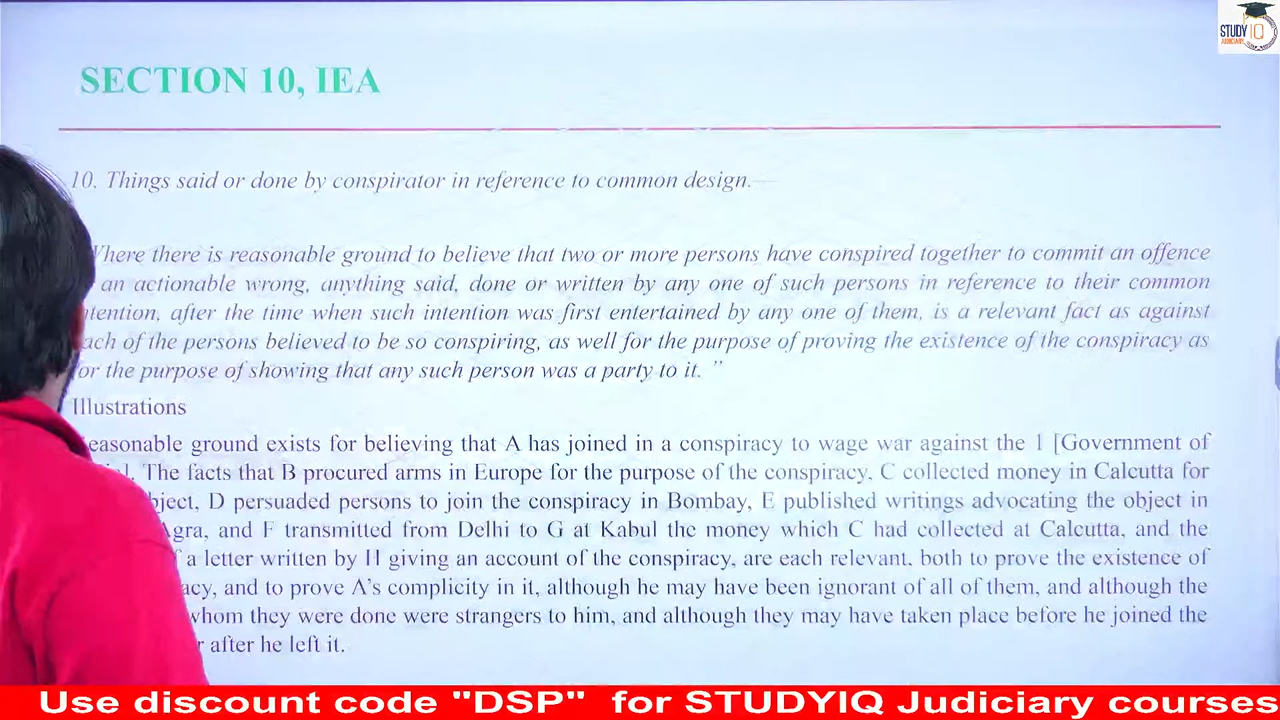 STUDY IQ
JUDICIARY
SECTION 10, IEA
10. Things said or done by conspirator in reference to common design.—
here there is reasonable ground to believe that two or more persons have conspired together to commit an offence
an actionable wrong, anything said, done or written by any one of such persons in reference to their common
ntention, after the time when such intention was first entertained by any one of them, is a relevant fact as against
ach of the persons believed to be so conspiring, as well for the purpose of proving the existence of the conspiracy as
or the purpose of showing that any such person was a party to it. ”
Illustrations
easonable ground exists for believing that A has joined in a conspiracy to wage war against the 1 [Government of
The facts that B procured arms in Europe for the purpose of the conspiracy, C collected money in Calcutta for
bject, D persuaded persons to join the conspiracy in Bombay, E published writings advocating the object in
Agra, and F transmitted from Delhi to G at Kabul the money which C had collected at Calcutta, and the
a letter written by H giving an account of the conspiracy, are each relevant, both to prove the existence of
acy, and to prove A’s complicity in it, although he may have been ignorant of all of them, and although the
whom they were done were strangers to him, and although they may have taken place before he joined the
r after he left it.
Use discount code "DSP" for STUDYIQ Judiciary courses